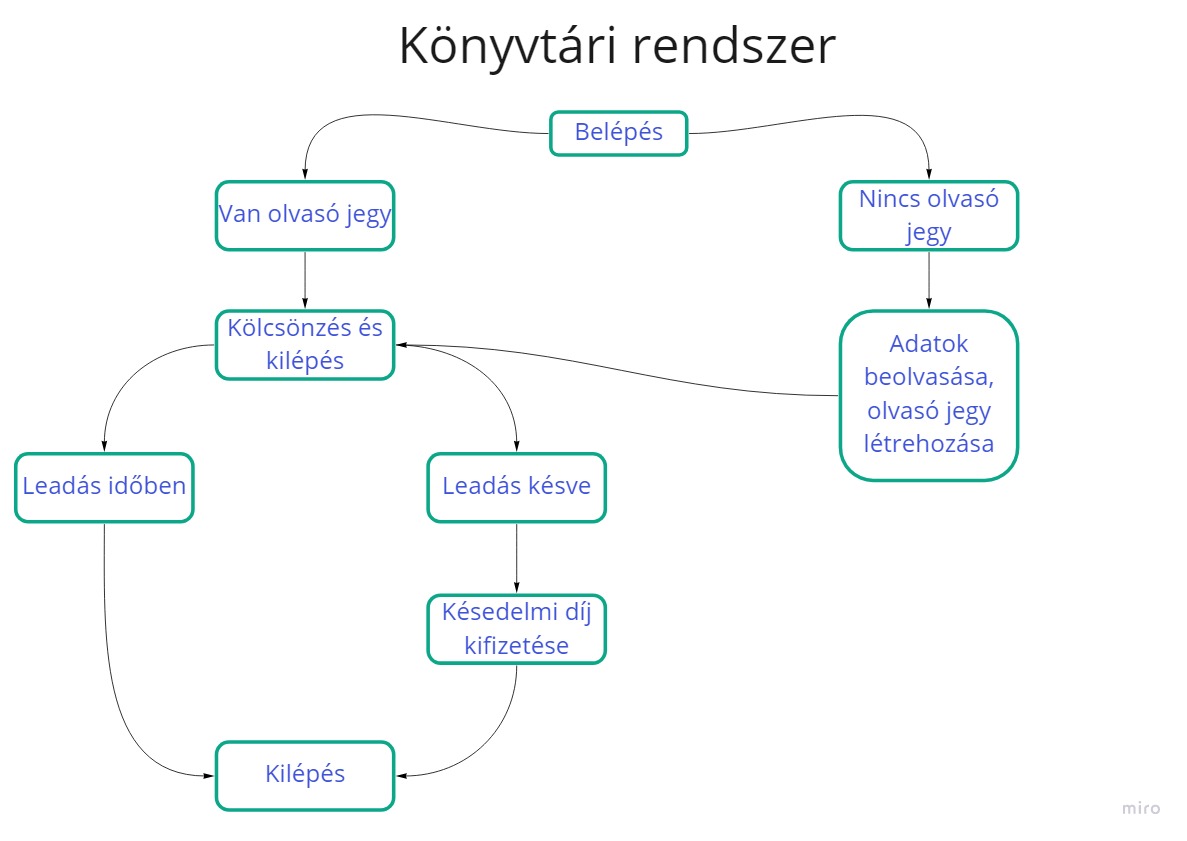 Könyvtári rendszer
Belépés
Van olvasó jegy
Nincs olvasó
jegy
Kölcsönzés és
kilépés
Adatok
beolvasása,
olvasó jegy
létrehozása
Leadás időben
Leadás késve
Késedelmi díj
kifizetése
Kilépés
miro